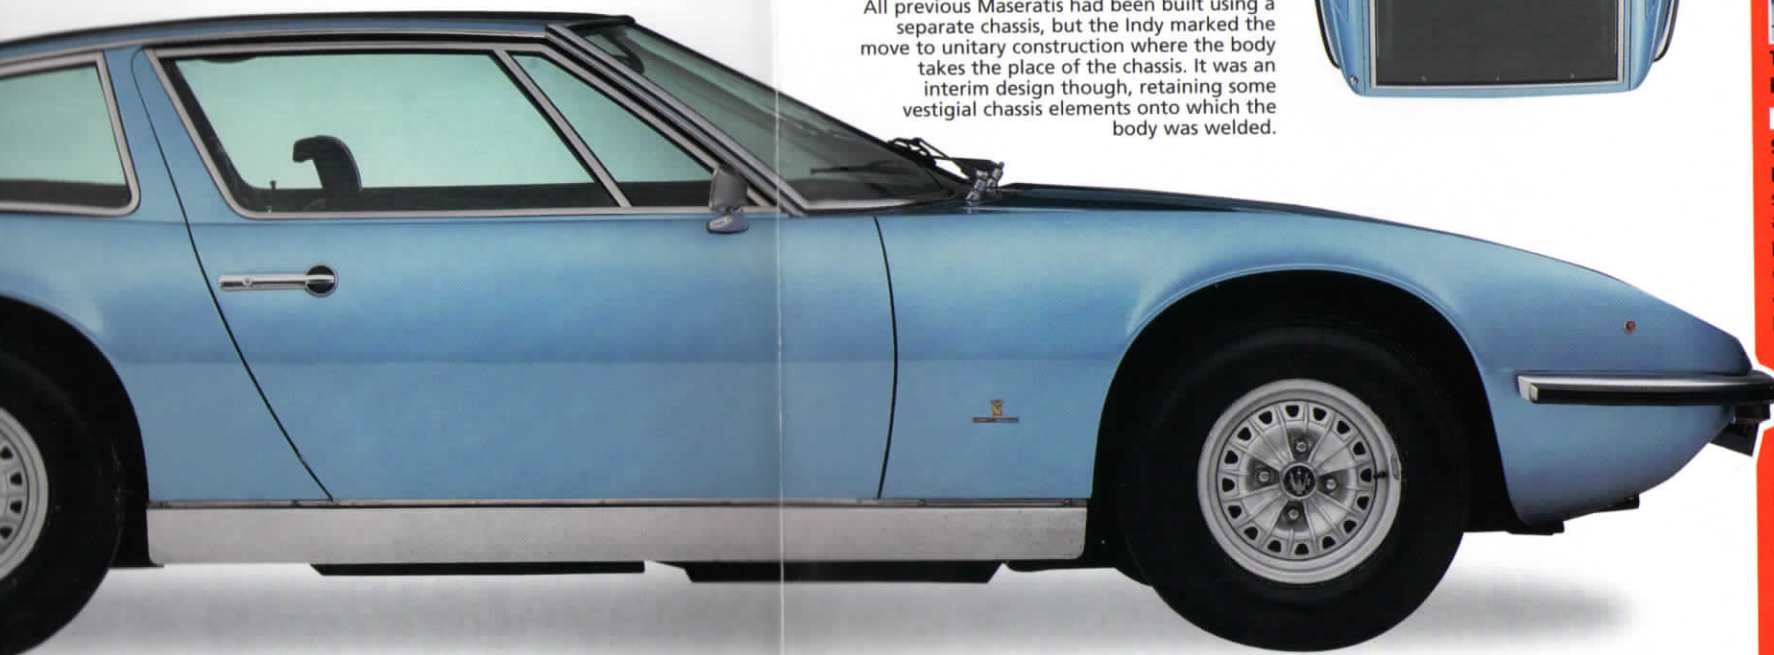 All previous Maseratis had been built using a
separate chassis, but the Indy marked the
move to unitary construction where the body
takes the place of the chassis. It was an
interim design though, retaining some
vestigial chassis elements onto which the
body was welded.